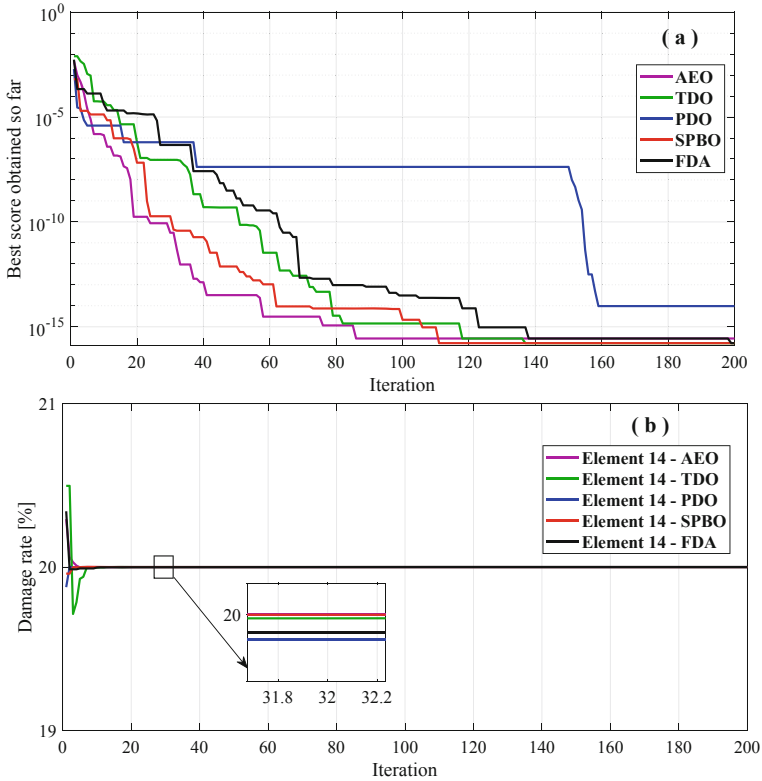 ( a )
10^0
10^-5
10^-10
10^-15
Best score obtained so far
AEO
TDO
PDO
SPBO
FDA
0 20 40 60 80 100 120 140 160 180 200
Iteration
( b )
21
20
19
Damage rate [%]
Element 14 - AEO
Element 14 - TDO
Element 14 - PDO
Element 14 - SPBO
Element 14 - FDA
20
31.8 32 32.2
0 20 40 60 80 100 120 140 160 180 200
Iteration